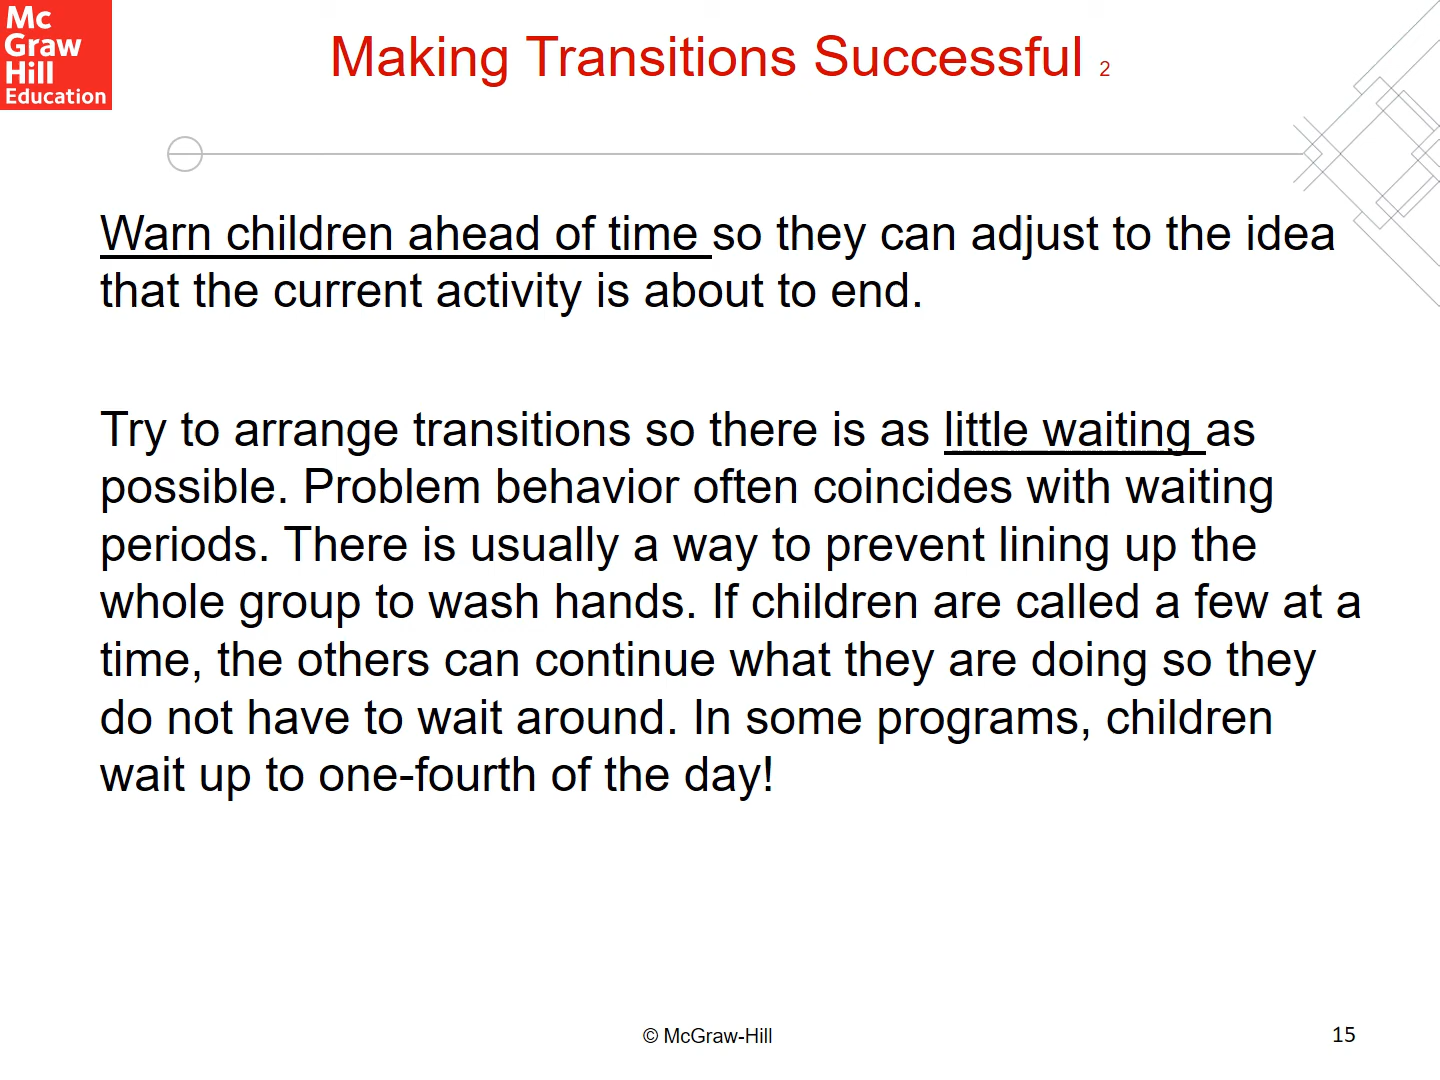 Mc
Graw
Hill
Education
Making Transitions Successful 2
Warn children ahead of time so they can adjust to the idea
that the current activity is about to end.
Try to arrange transitions so there is as little waiting as
possible. Problem behavior often coincides with waiting
periods. There is usually a way to prevent lining up the
whole group to wash hands. If children are called a few at a
time, the others can continue what they are doing so they
do not have to wait around. In some programs, children
wait up to one-fourth of the day!
© McGraw-Hill
15